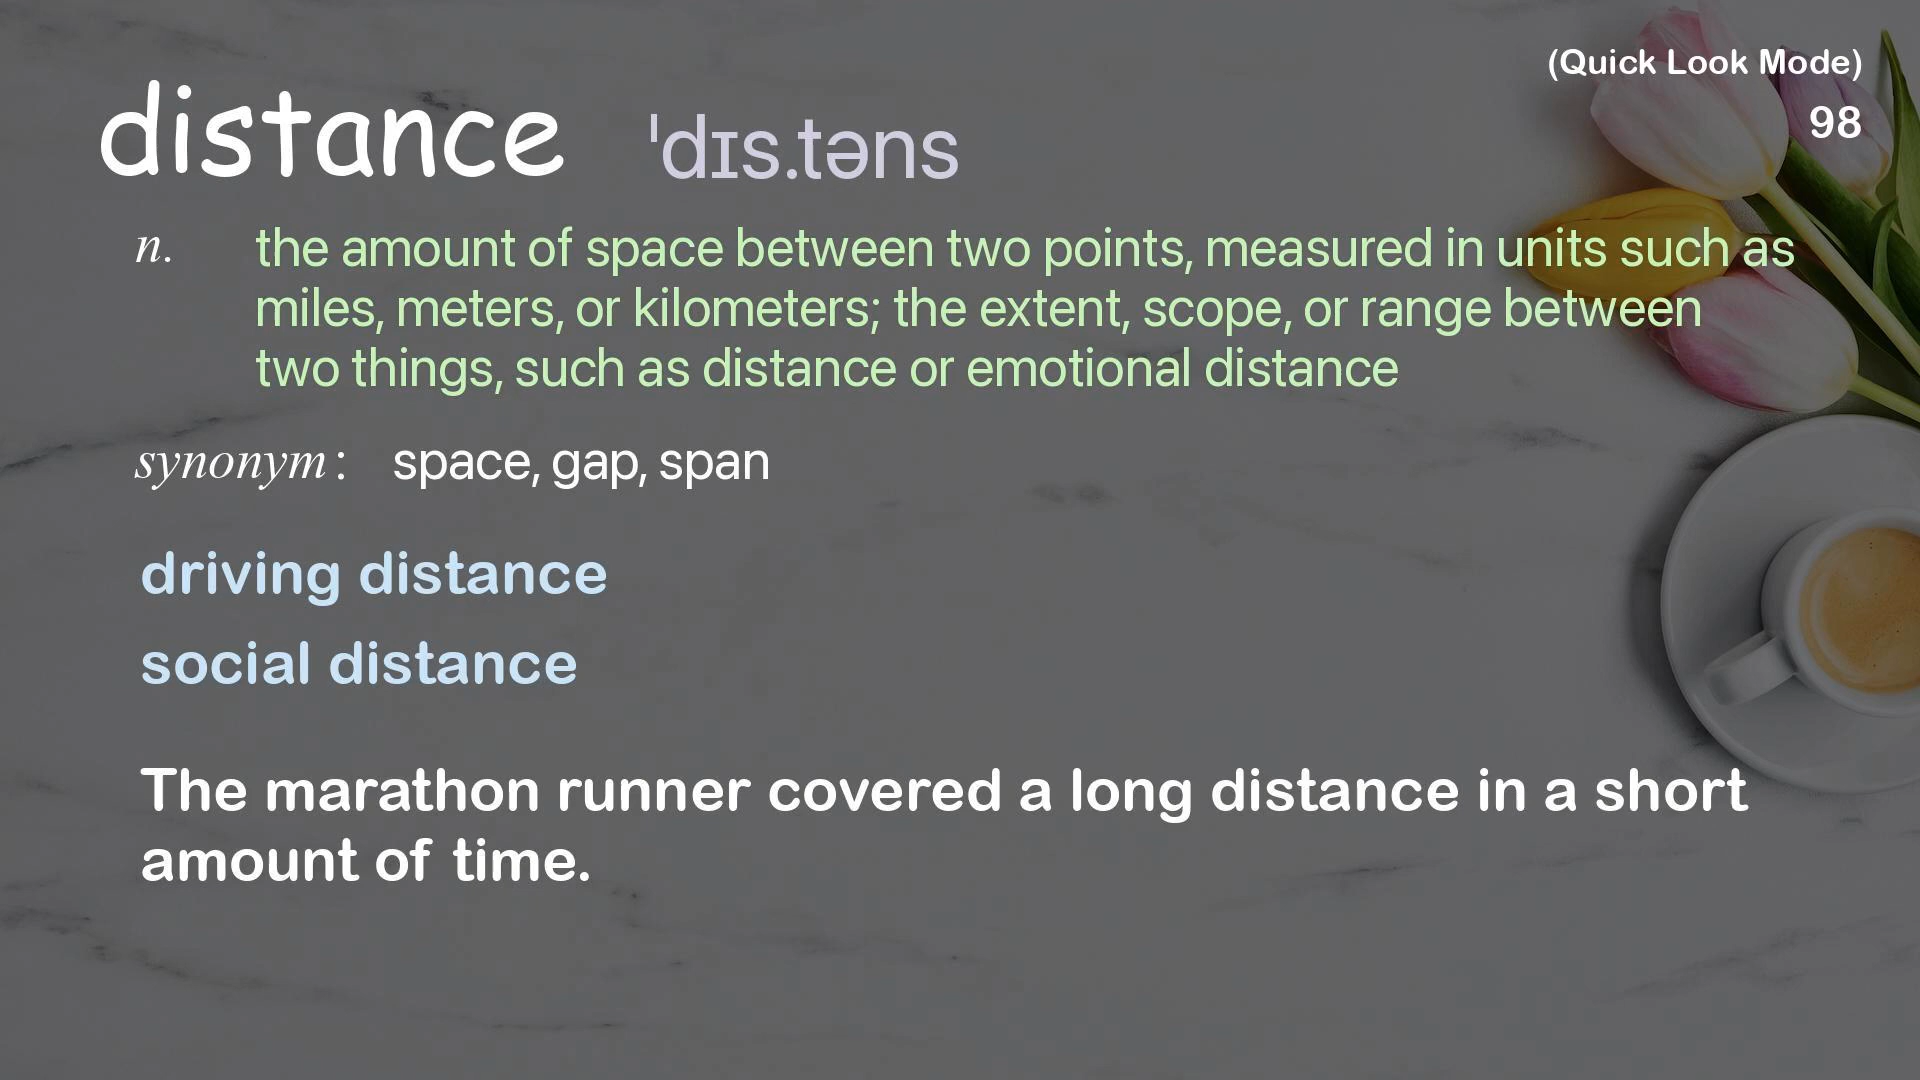 (Quick Look Mode)
98
distance ˈdɪs.təns
n. the amount of space between two points, measured in units such as
miles, meters, or kilometers; the extent, scope, or range between
two things, such as distance or emotional distance
synonym: space, gap, span
driving distance
social distance
The marathon runner covered a long distance in a short
amount of time.